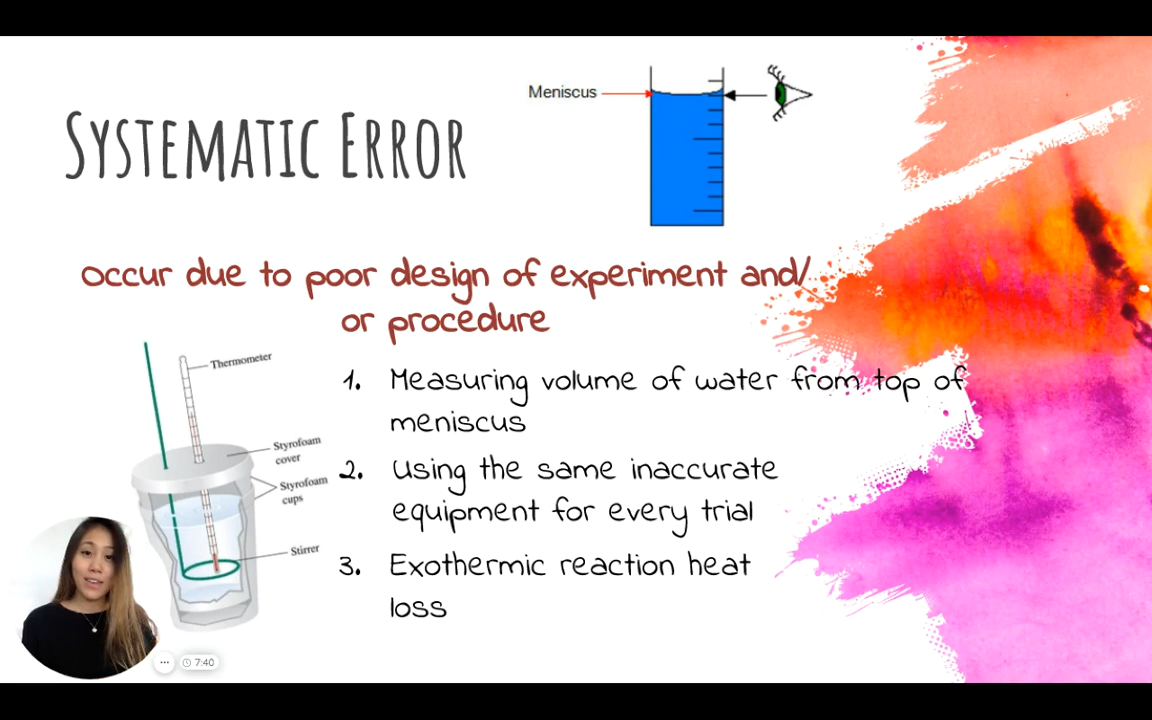 Meniscus
Systematic Error
Occur due to poor design of experiment and/
or procedure
Thermometer
Styrofoam
cover
Styrofoam
cups
Stirrer
1. Measuring volume of water from top of
meniscus
2. Using the same inaccurate
equipment for every trial
3. Exothermic reaction heat
loss
7:40